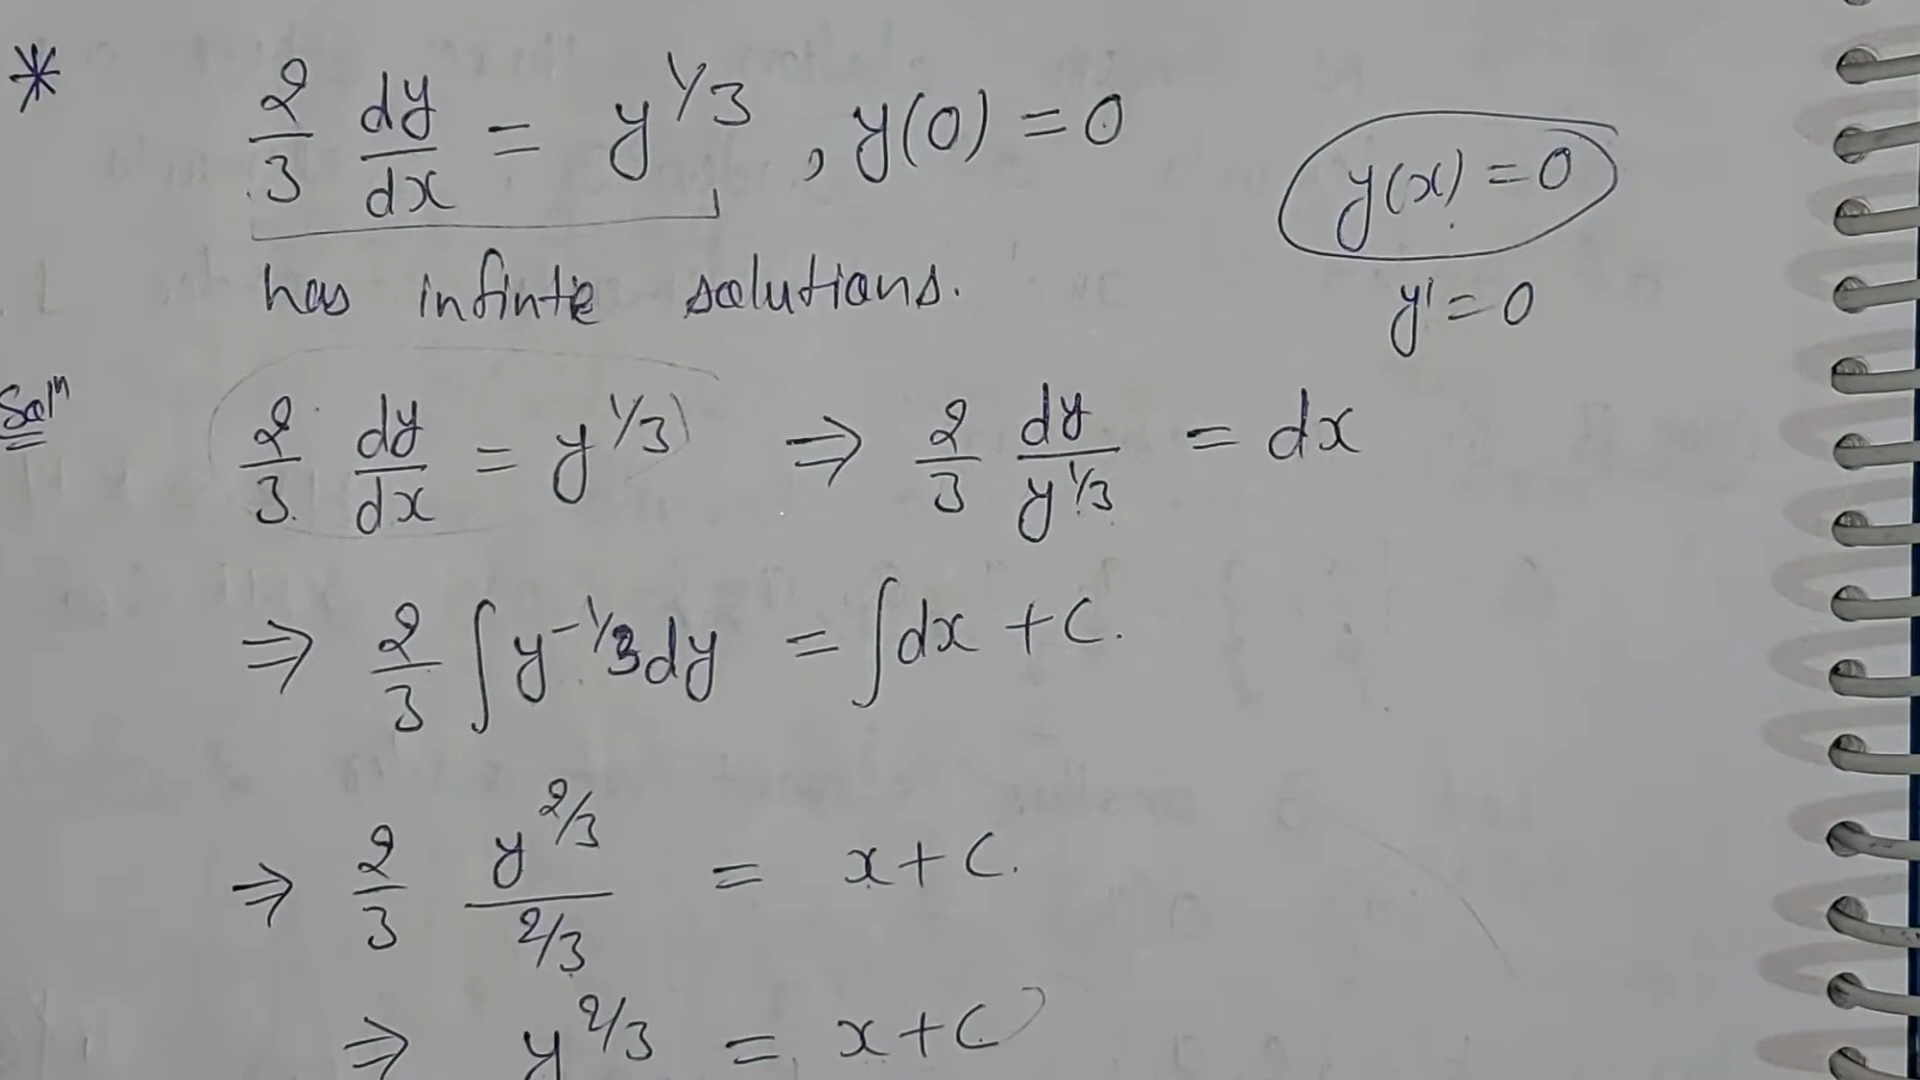 * 2/3 dy/dx = y^1/3 , y(0) = 0
y(x) = 0
has infinte solutions.
y' = 0
Solⁿ 2/3 dy/dx = y^1/3 ⇒ 2/3 dy/y^1/3 = dx
⇒ 2/3 ∫ y^-1/3 dy = ∫ dx + C.
⇒ 2/3 y^2/3 / 2/3 = x + C.
⇒ y^2/3 = x + C